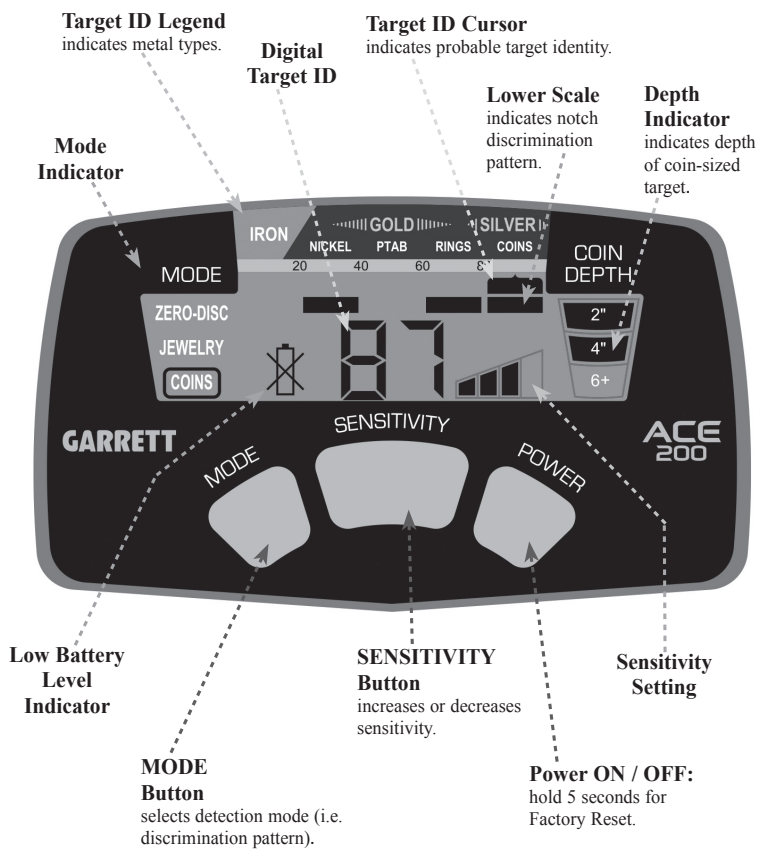 Target ID Legend
indicates metal types.
Digital
Target ID
Target ID Cursor
indicates probable target identity.
Lower Scale
indicates notch
discrimination
pattern.
Depth
Indicator
indicates depth
of coin-sized
target.
Mode
Indicator
IRON
GOLD
SILVER
NICKEL PTAB RINGS COINS
20 40 60
MODE
COIN
DEPTH
ZERO-DISC
JEWELRY
COINS
87
2"
4"
6+
GARRETT
ACE
200
MODE
SENSITIVITY
POWER
Low Battery
Level
Indicator
SENSITIVITY
Button
increases or decreases
sensitivity.
Sensitivity
Setting
MODE
Button
selects detection mode (i.e.
discrimination pattern).
Power ON / OFF:
hold 5 seconds for
Factory Reset.